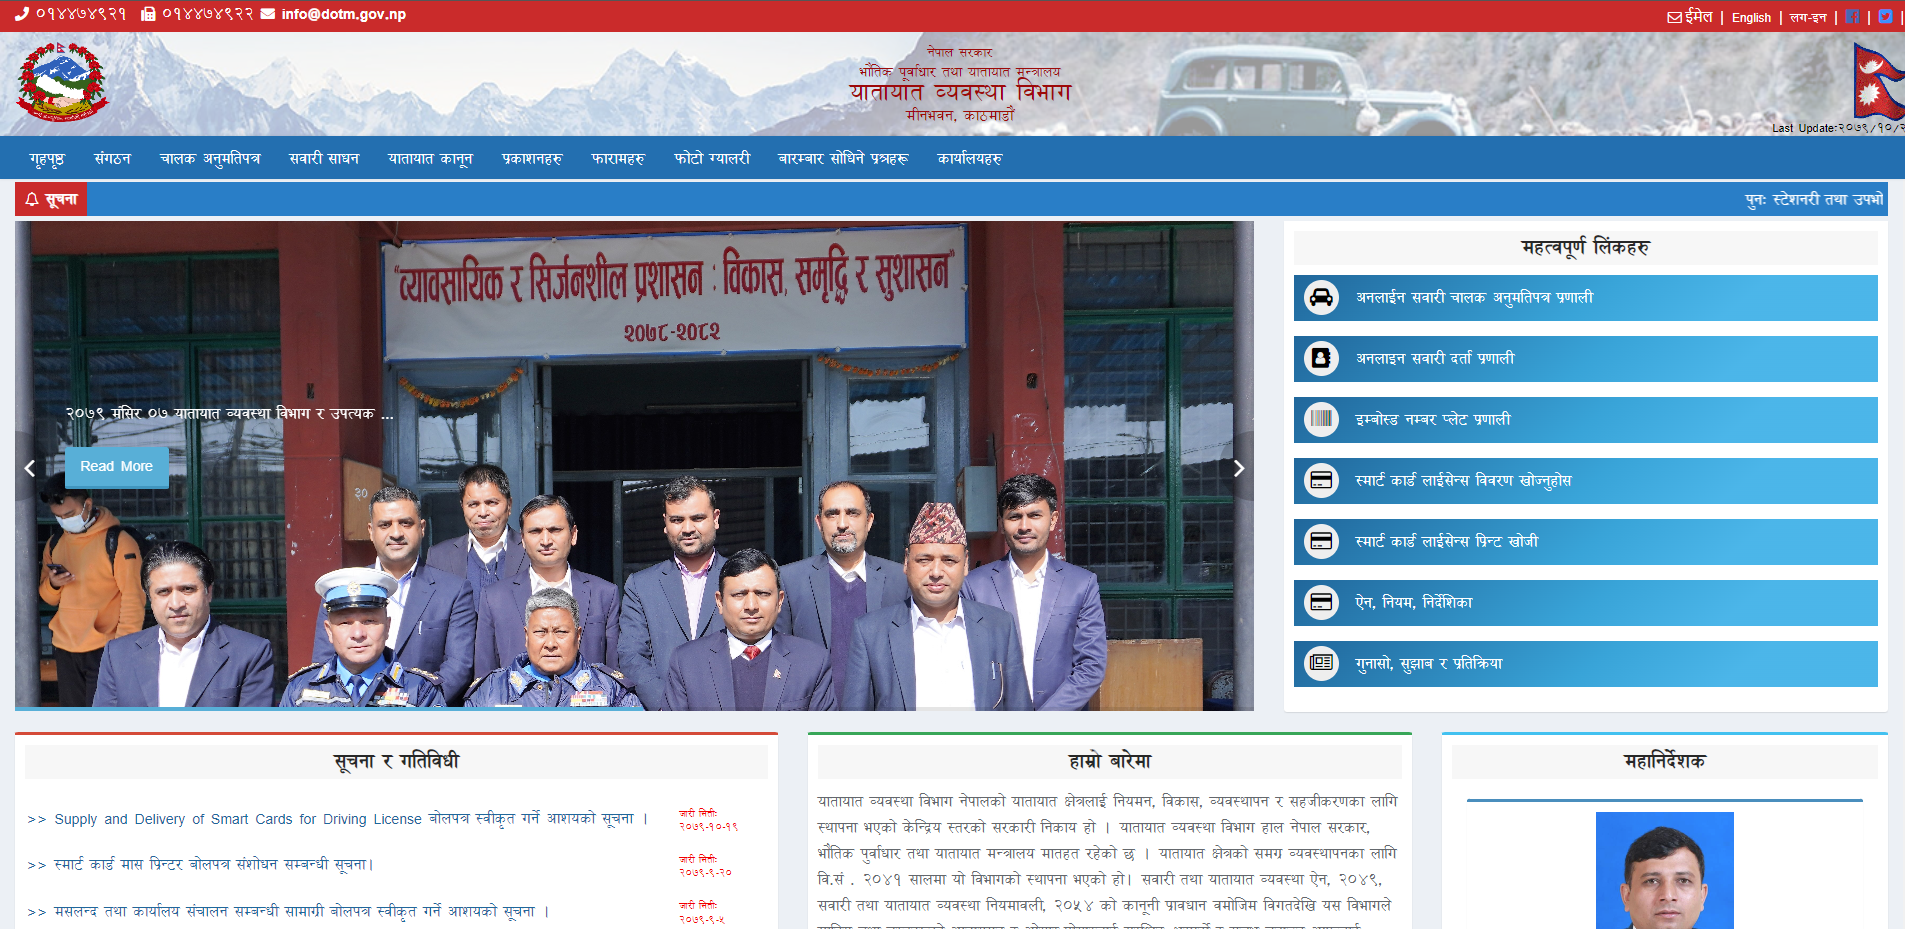 ०१४४७४९२१ ०१४४७४९२२ info@dotm.gov.np
ईमेल | English | लग-इन | | |
नेपाल सरकार
भौतिक पूर्वाधार तथा यातायात मन्त्रालय
यातायात व्यवस्था विभाग
मीनभवन, काठमाडौं
Last Update:२०७९/१०/२
गृहपृष्ट संगठन चालक अनुमतिपत्र सवारी साधन यातायात कानून प्रकाशनहरु फारामहरु फोटो ग्यालरी बारम्बार सोधिने प्रश्नहरू कार्यालयहरु
सूचना
पुनः स्टेशनरी तथा उपभो
"व्यावसायिक र सिर्जनशील प्रशासन : विकास, समृद्धि र सुशासन"
२०७८-२०८२
३०
२०७९ मंसिर ०७ यातायात व्यवस्था विभाग र उपत्यक ...
Read More
महत्वपूर्ण लिंकहरु
अनलाईन सवारी चालक अनुमतिपत्र प्रणाली
अनलाइन सवारी दर्ता प्रणाली
इम्बोस्ड नम्बर प्लेट प्रणाली
स्मार्ट कार्ड लाईसेन्स विवरण खोज्नुहोस
स्मार्ट कार्ड लाईसेन्स प्रिन्ट खोजी
ऐन, नियम, निर्देशिका
गुनासो, सुझाब र प्रतिक्रिया
सूचना र गतिविधी
>> Supply and Delivery of Smart Cards for Driving License बोलपत्र स्वीकृत गर्ने आशयको सूचना ।
जारी मिती:
२०७९-१०-१९
>> स्मार्ट कार्ड मास प्रिन्टर बोलपत्र संशोधन सम्बन्धी सूचना।
जारी मिती:
२०७९-९-२०
>> मसलन्द तथा कार्यालय संचालन सम्बन्धी सामाग्री बोलपत्र स्वीकृत गर्ने आशयको सूचना ।
जारी मिती:
२०७९-९-५
हाम्रो बारेमा
यातायात व्यवस्था विभाग नेपालको यातायात क्षेत्रलाई नियमन, विकास, व्यवस्थापन र सहजीकरणका लागि
स्थापना भएको केन्द्रिय स्तरको सरकारी निकाय हो । यातायात व्यवस्था विभाग हाल नेपाल सरकार,
भौतिक पुर्वाधार तथा यातायात मन्त्रालय मातहत रहेको छ । यातायात क्षेत्रको समग्र व्यवस्थापनका लागि
वि.सं . २०४१ सालमा यो विभागको स्थापना भएको हो। सवारी तथा यातायात व्यवस्था ऐन, २०४९,
सवारी तथा यातायात व्यवस्था नियमावली, २०५४ को कानूनी प्रावधान वमोजिम विगतदेखि यस विभागले
महानिर्देशक